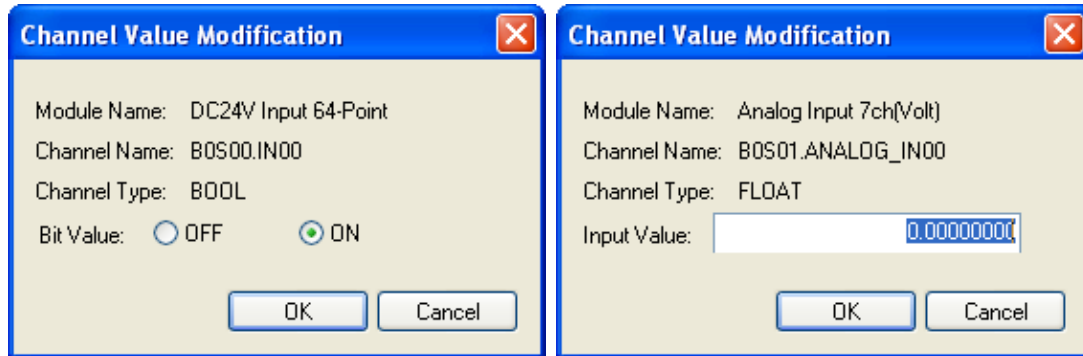 Channel Value Modification
Module Name: DC24V Input 64-Point
Channel Name: B0S00.IN00
Channel Type: BOOL
Bit Value: OFF ON
OK Cancel
Channel Value Modification
Module Name: Analog Input 7ch(Volt)
Channel Name: B0S01.ANALOG_IN00
Channel Type: FLOAT
Input Value: 0.00000000
OK Cancel